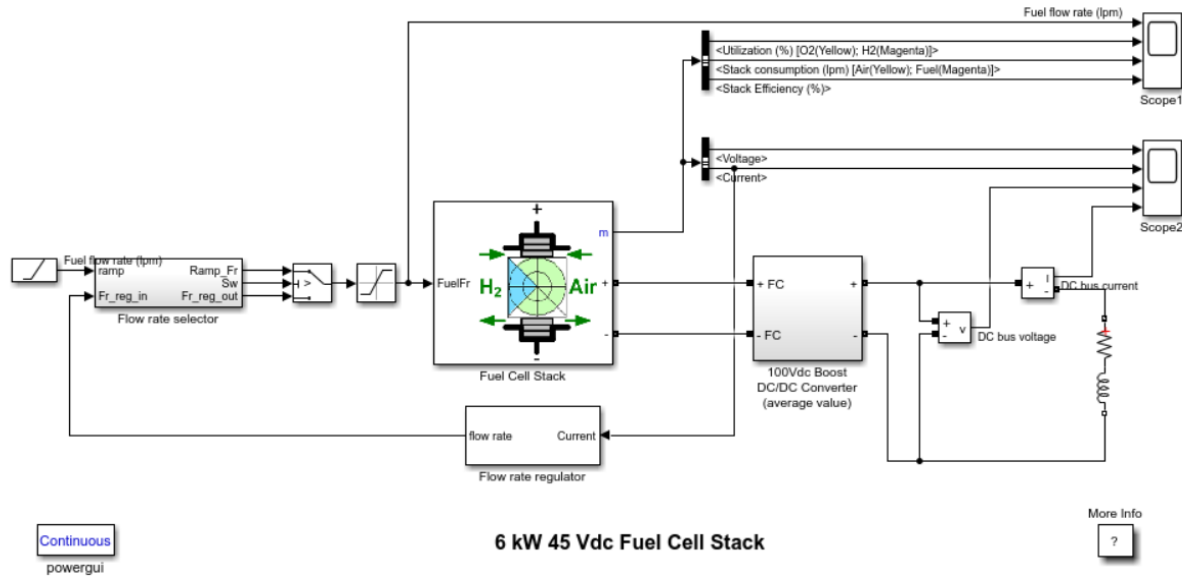 Fuel flow rate (lpm)
<Utilization (%) [O2(Yellow); H2(Magenta)]>
<Stack consumption (lpm) [Air(Yellow; Fuel(Magenta)]>
<Stack Efficiency (%)>
Scope1
<Voltage>
<Current>
Scope2
+
m
Fuel flow rate (lpm)
ramp
Ramp_Fr
Sw
Fr_reg_in
Fr_reg_out
Flow rate selector
>
FuelFr
H2
Air
+
-
-
Fuel Cell Stack
+ FC
- FC
+
-
100Vdc Boost
DC/DC Converter
(average value)
+
-
I
DC bus current
+
-
v
DC bus voltage
+
flow rate
Current
Flow rate regulator
Continuous
powergui
6 kW 45 Vdc Fuel Cell Stack
More Info
?